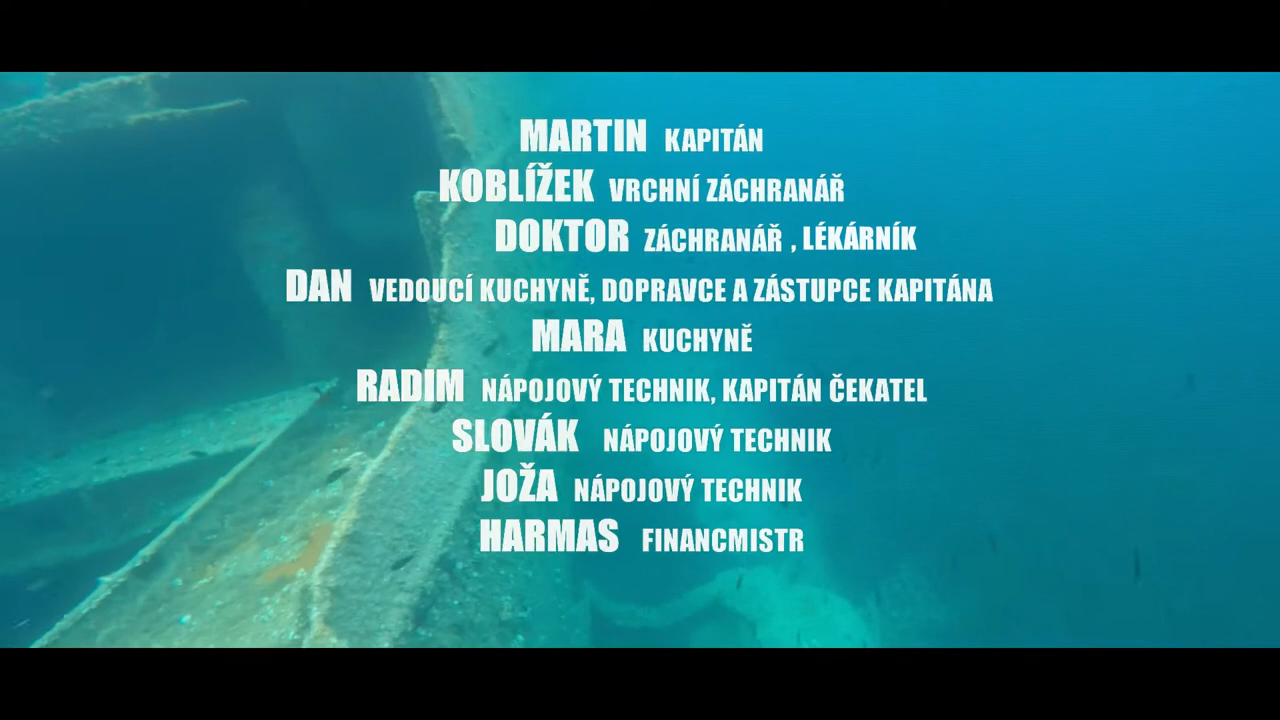 MARTIN KAPITÁN
KOBLÍŽEK VRCHNÍ ZÁCHRANÁŘ
DOKTOR ZÁCHRANÁŘ , LÉKÁRNÍK
DAN VEDOUCÍ KUCHYNĚ, DOPRAVCE A ZÁSTUPCE KAPITÁNA
MARA KUCHYNĚ
RADIM NÁPOJOVÝ TECHNIK, KAPITÁN ČEKATEL
SLOVÁK NÁPOJOVÝ TECHNIK
JOŽA NÁPOJOVÝ TECHNIK
HARMAS FINANCMISTR